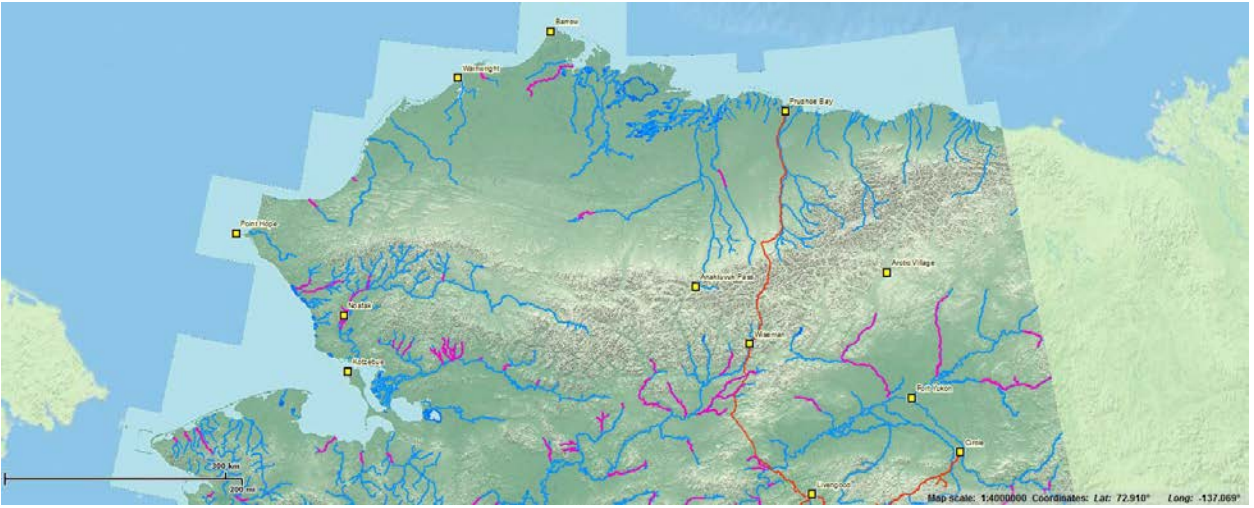 Barrow
Wainwright
Prudhoe Bay
Point Hope
Anaktuvuk Pass
Arctic Village
Noatak
Wiseman
Kotzebue
Fort Yukon
Circle
300 km
200 mi
Livengood
Map scale: 1:4000000 Coordinates: Lat: 72.910° Long: -137.069°